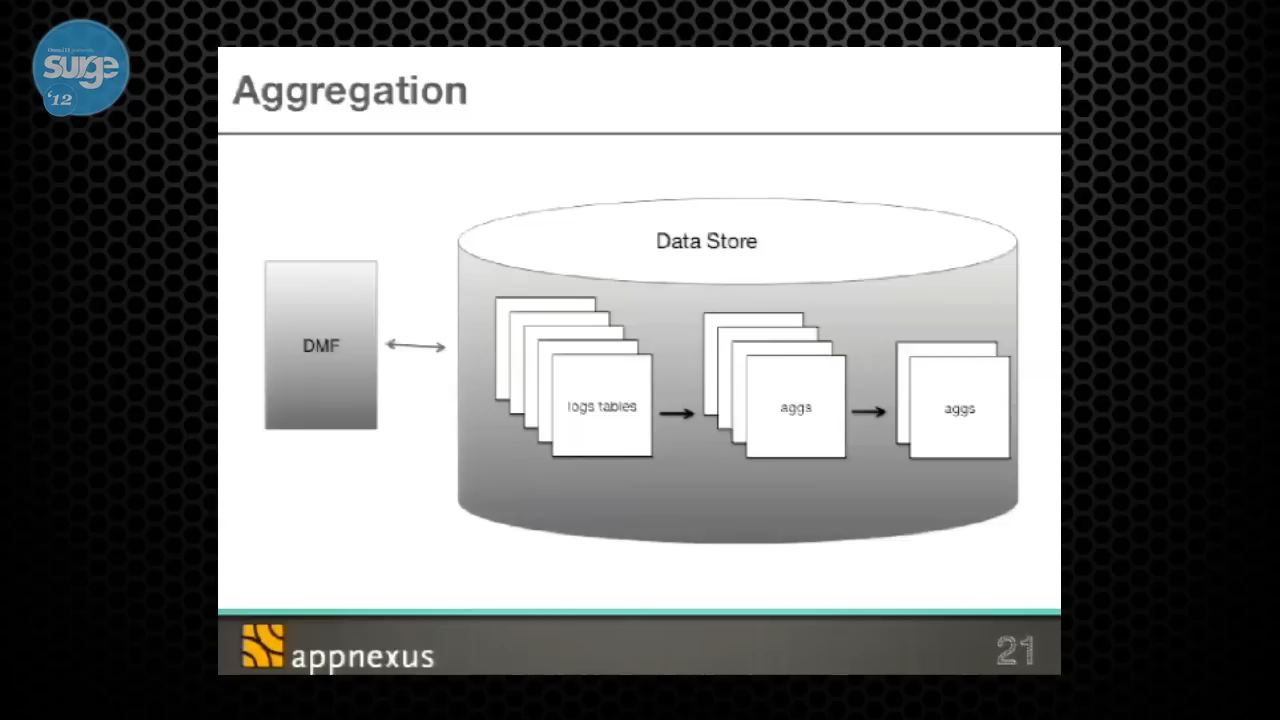 surge
'12
Aggregation
Data Store
DMF
logs tables
aggs
aggs
appnexus
21